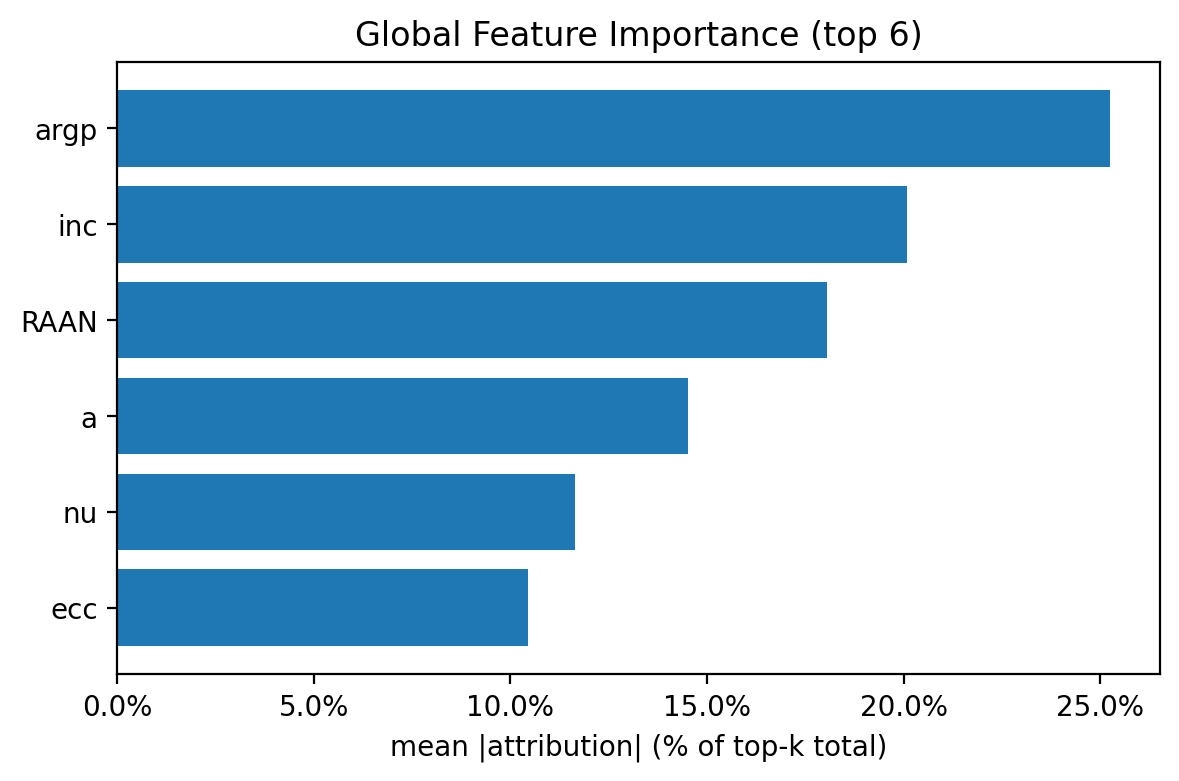 Global Feature Importance (top 6)
argp
inc
RAAN
a
nu
ecc
0.0% 5.0% 10.0% 15.0% 20.0% 25.0%
mean |attribution| (% of top-k total)